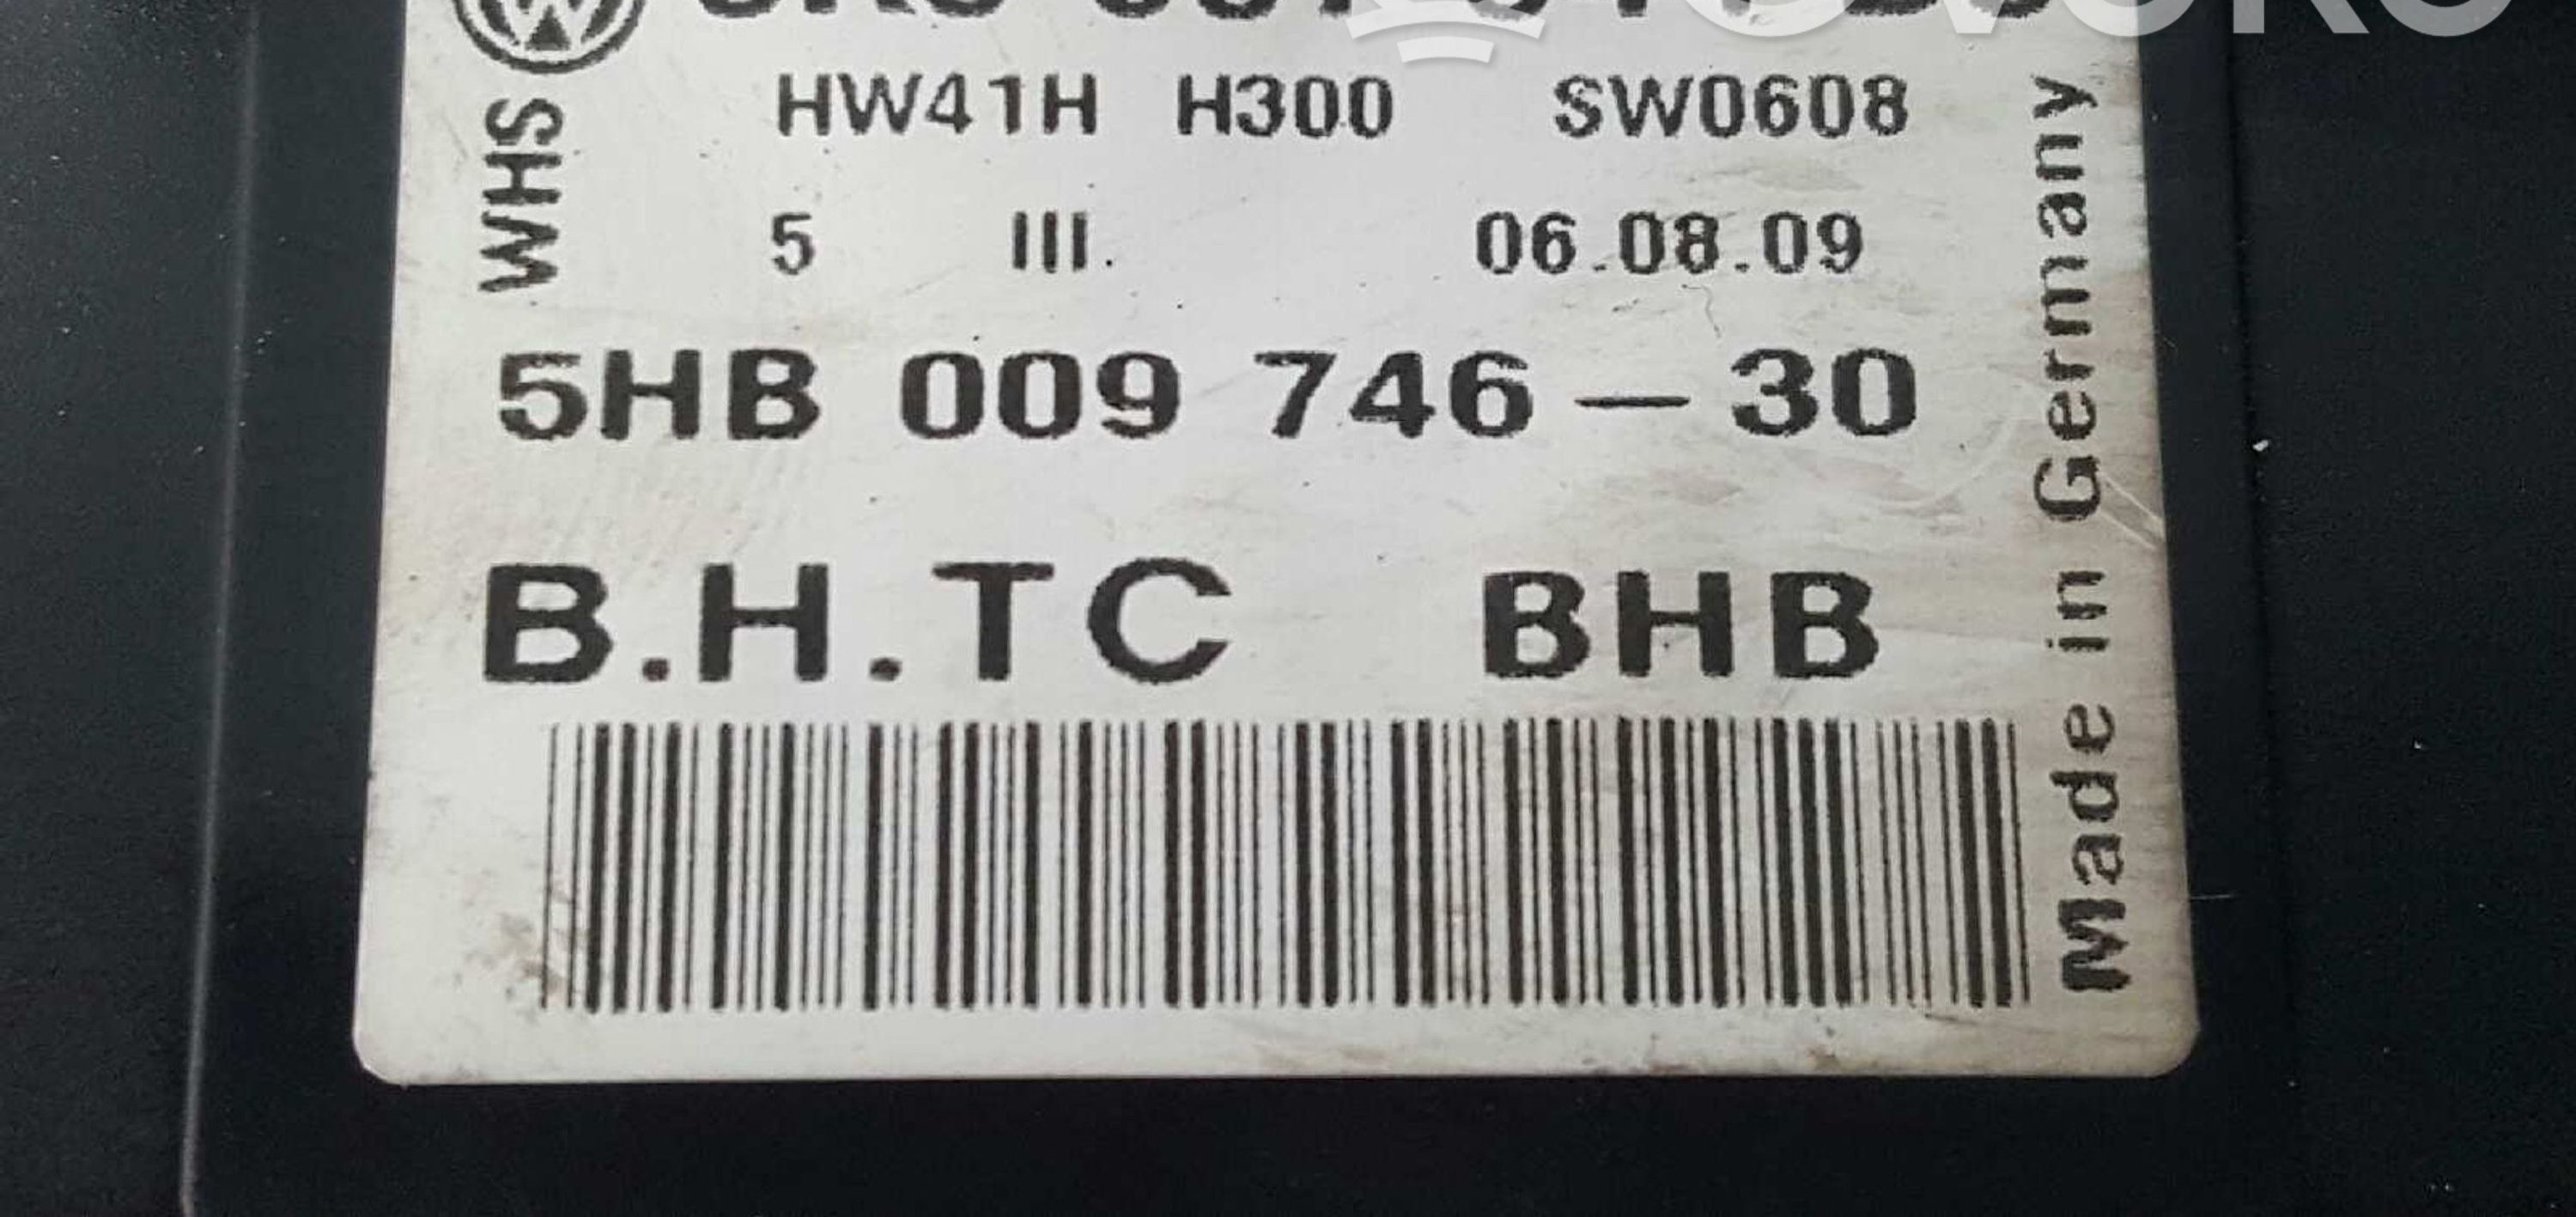 HW41H H300 SW0608
5 III. 06.08.09
5HB 009 746-30
B.H.TC BHB
WHS
Made in Germany